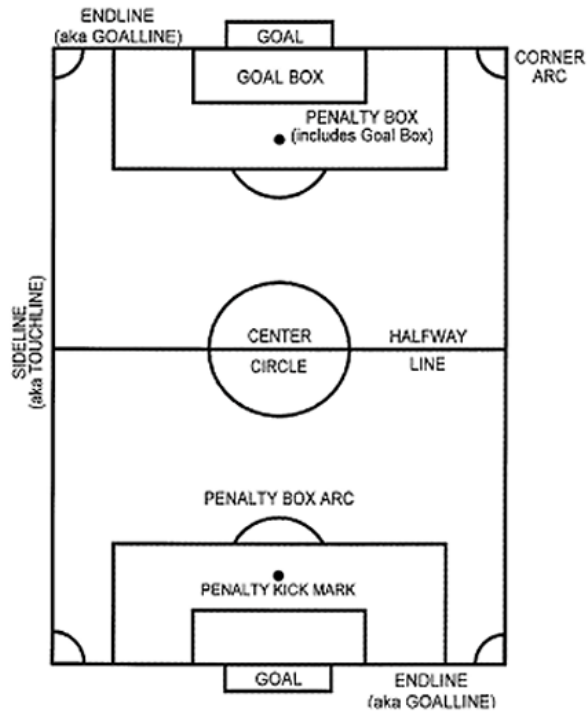 ENDLINE
(aka GOALLINE)
GOAL
CORNER
ARC
GOAL BOX
PENALTY BOX
(includes Goal Box)
SIDELINE
(aka TOUCHLINE)
CENTER
CIRCLE
HALFWAY
LINE
PENALTY BOX ARC
PENALTY KICK MARK
GOAL
ENDLINE
(aka GOALLINE)